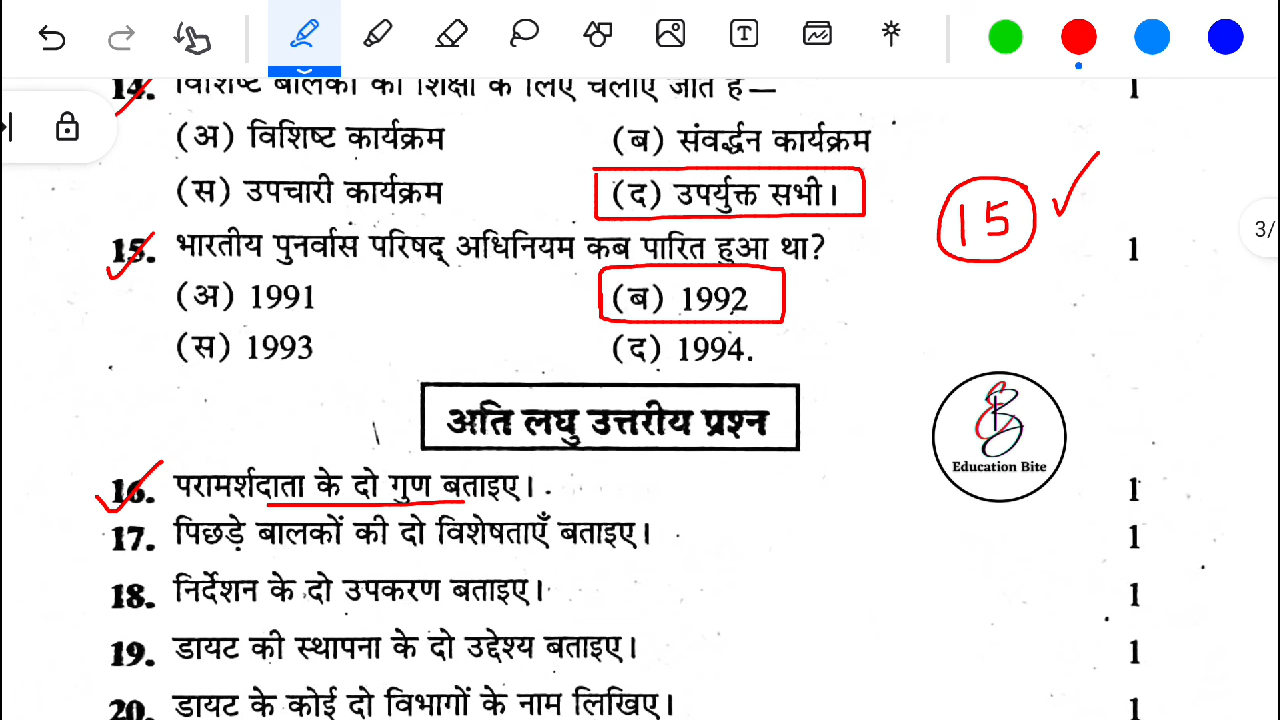 14. विशिष्ट बालकों की शिक्षा के लिए चलाए जाते हैं— 1
(अ) विशिष्ट कार्यक्रम (ब) संवर्द्धन कार्यक्रम
(स) उपचारी कार्यक्रम (द) उपर्युक्त सभी।
15
3/
15. भारतीय पुनर्वास परिषद् अधिनियम कब पारित हुआ था? 1
(अ) 1991 (ब) 1992
(स) 1993 (द) 1994.
अति लघु उत्तरीय प्रश्न
Education Bite
16. परामर्शदाता के दो गुण बताइए। 1
17. पिछड़े बालकों की दो विशेषताएँ बताइए। 1
18. निर्देशन के दो उपकरण बताइए। 1
19. डायट की स्थापना के दो उद्देश्य बताइए। 1
20. डायट के कोई दो विभागों के नाम लिखिए। 1